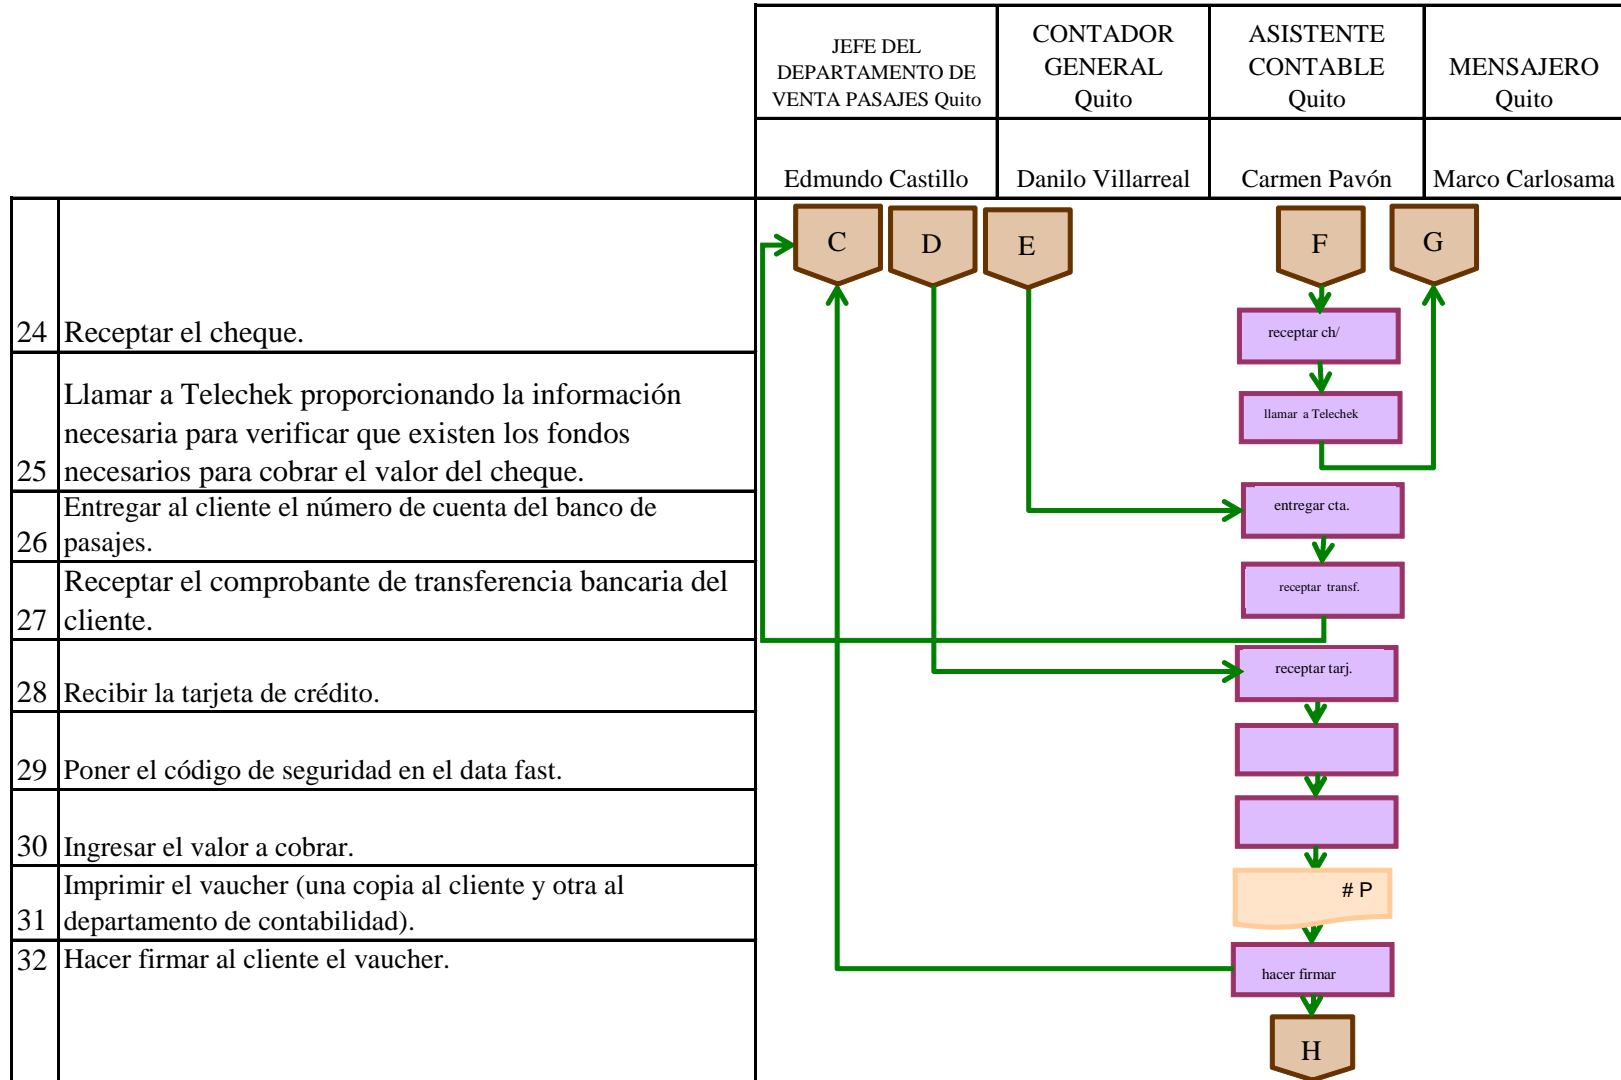 JEFE DEL
DEPARTAMENTO DE
VENTA PASAJES Quito
CONTADOR
GENERAL
Quito
ASISTENTE
CONTABLE
Quito
MENSAJERO
Quito
Edmundo Castillo
Danilo Villarreal
Carmen Pavón
Marco Carlosama
C
D
E
F
G
24 Receptar el cheque.
receptar ch/
Llamar a Telechek proporcionando la información
necesaria para verificar que existen los fondos
25 necesarios para cobrar el valor del cheque.
llamar a Telechek
Entregar al cliente el número de cuenta del banco de
26 pasajes.
entregar cta.
Receptar el comprobante de transferencia bancaria del
27 cliente.
receptar transf.
28 Recibir la tarjeta de crédito.
receptar tarj.
29 Poner el código de seguridad en el data fast.
30 Ingresar el valor a cobrar.
Imprimir el vaucher (una copia al cliente y otra al
31 departamento de contabilidad).
# P
32 Hacer firmar al cliente el vaucher.
hacer firmar
H